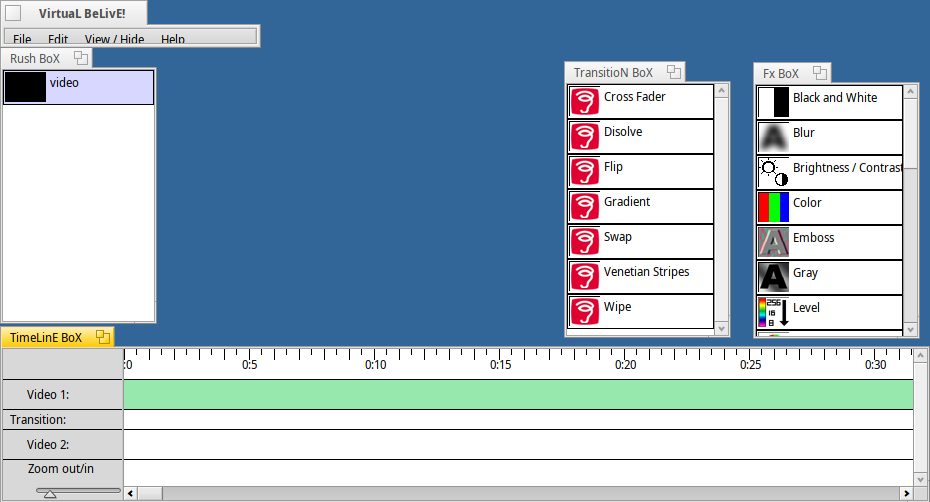 VirtuaL BeLivE!
File Edit View / Hide Help
Rush BoX
video
TransitioN BoX
Cross Fader
Disolve
Flip
Gradient
Swap
Venetian Stripes
Wipe
Fx BoX
Black and White
Blur
Brightness / Contrast
Color
Emboss
Gray
256
16
8
Level
TimeLinE BoX
:0 0:5 0:10 0:15 0:20 0:25 0:30
Video 1:
Transition:
Video 2:
Zoom out/in